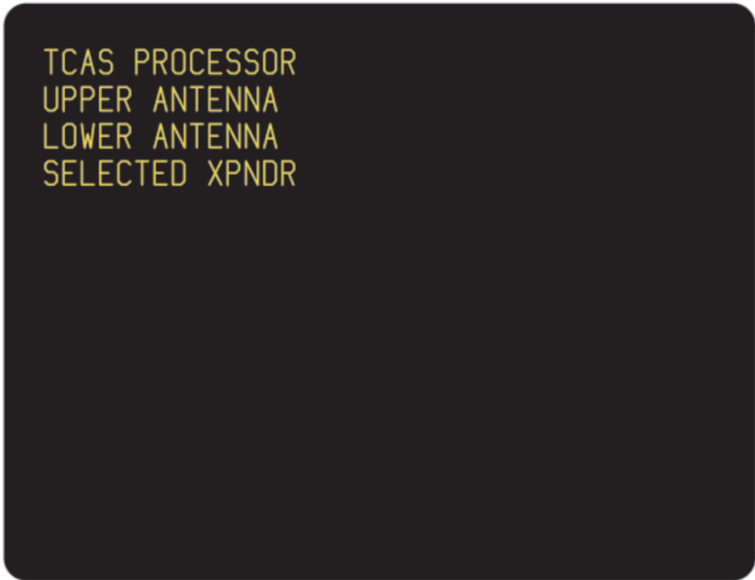 TCAS PROCESSOR
UPPER ANTENNA
LOWER ANTENNA
SELECTED XPNDR